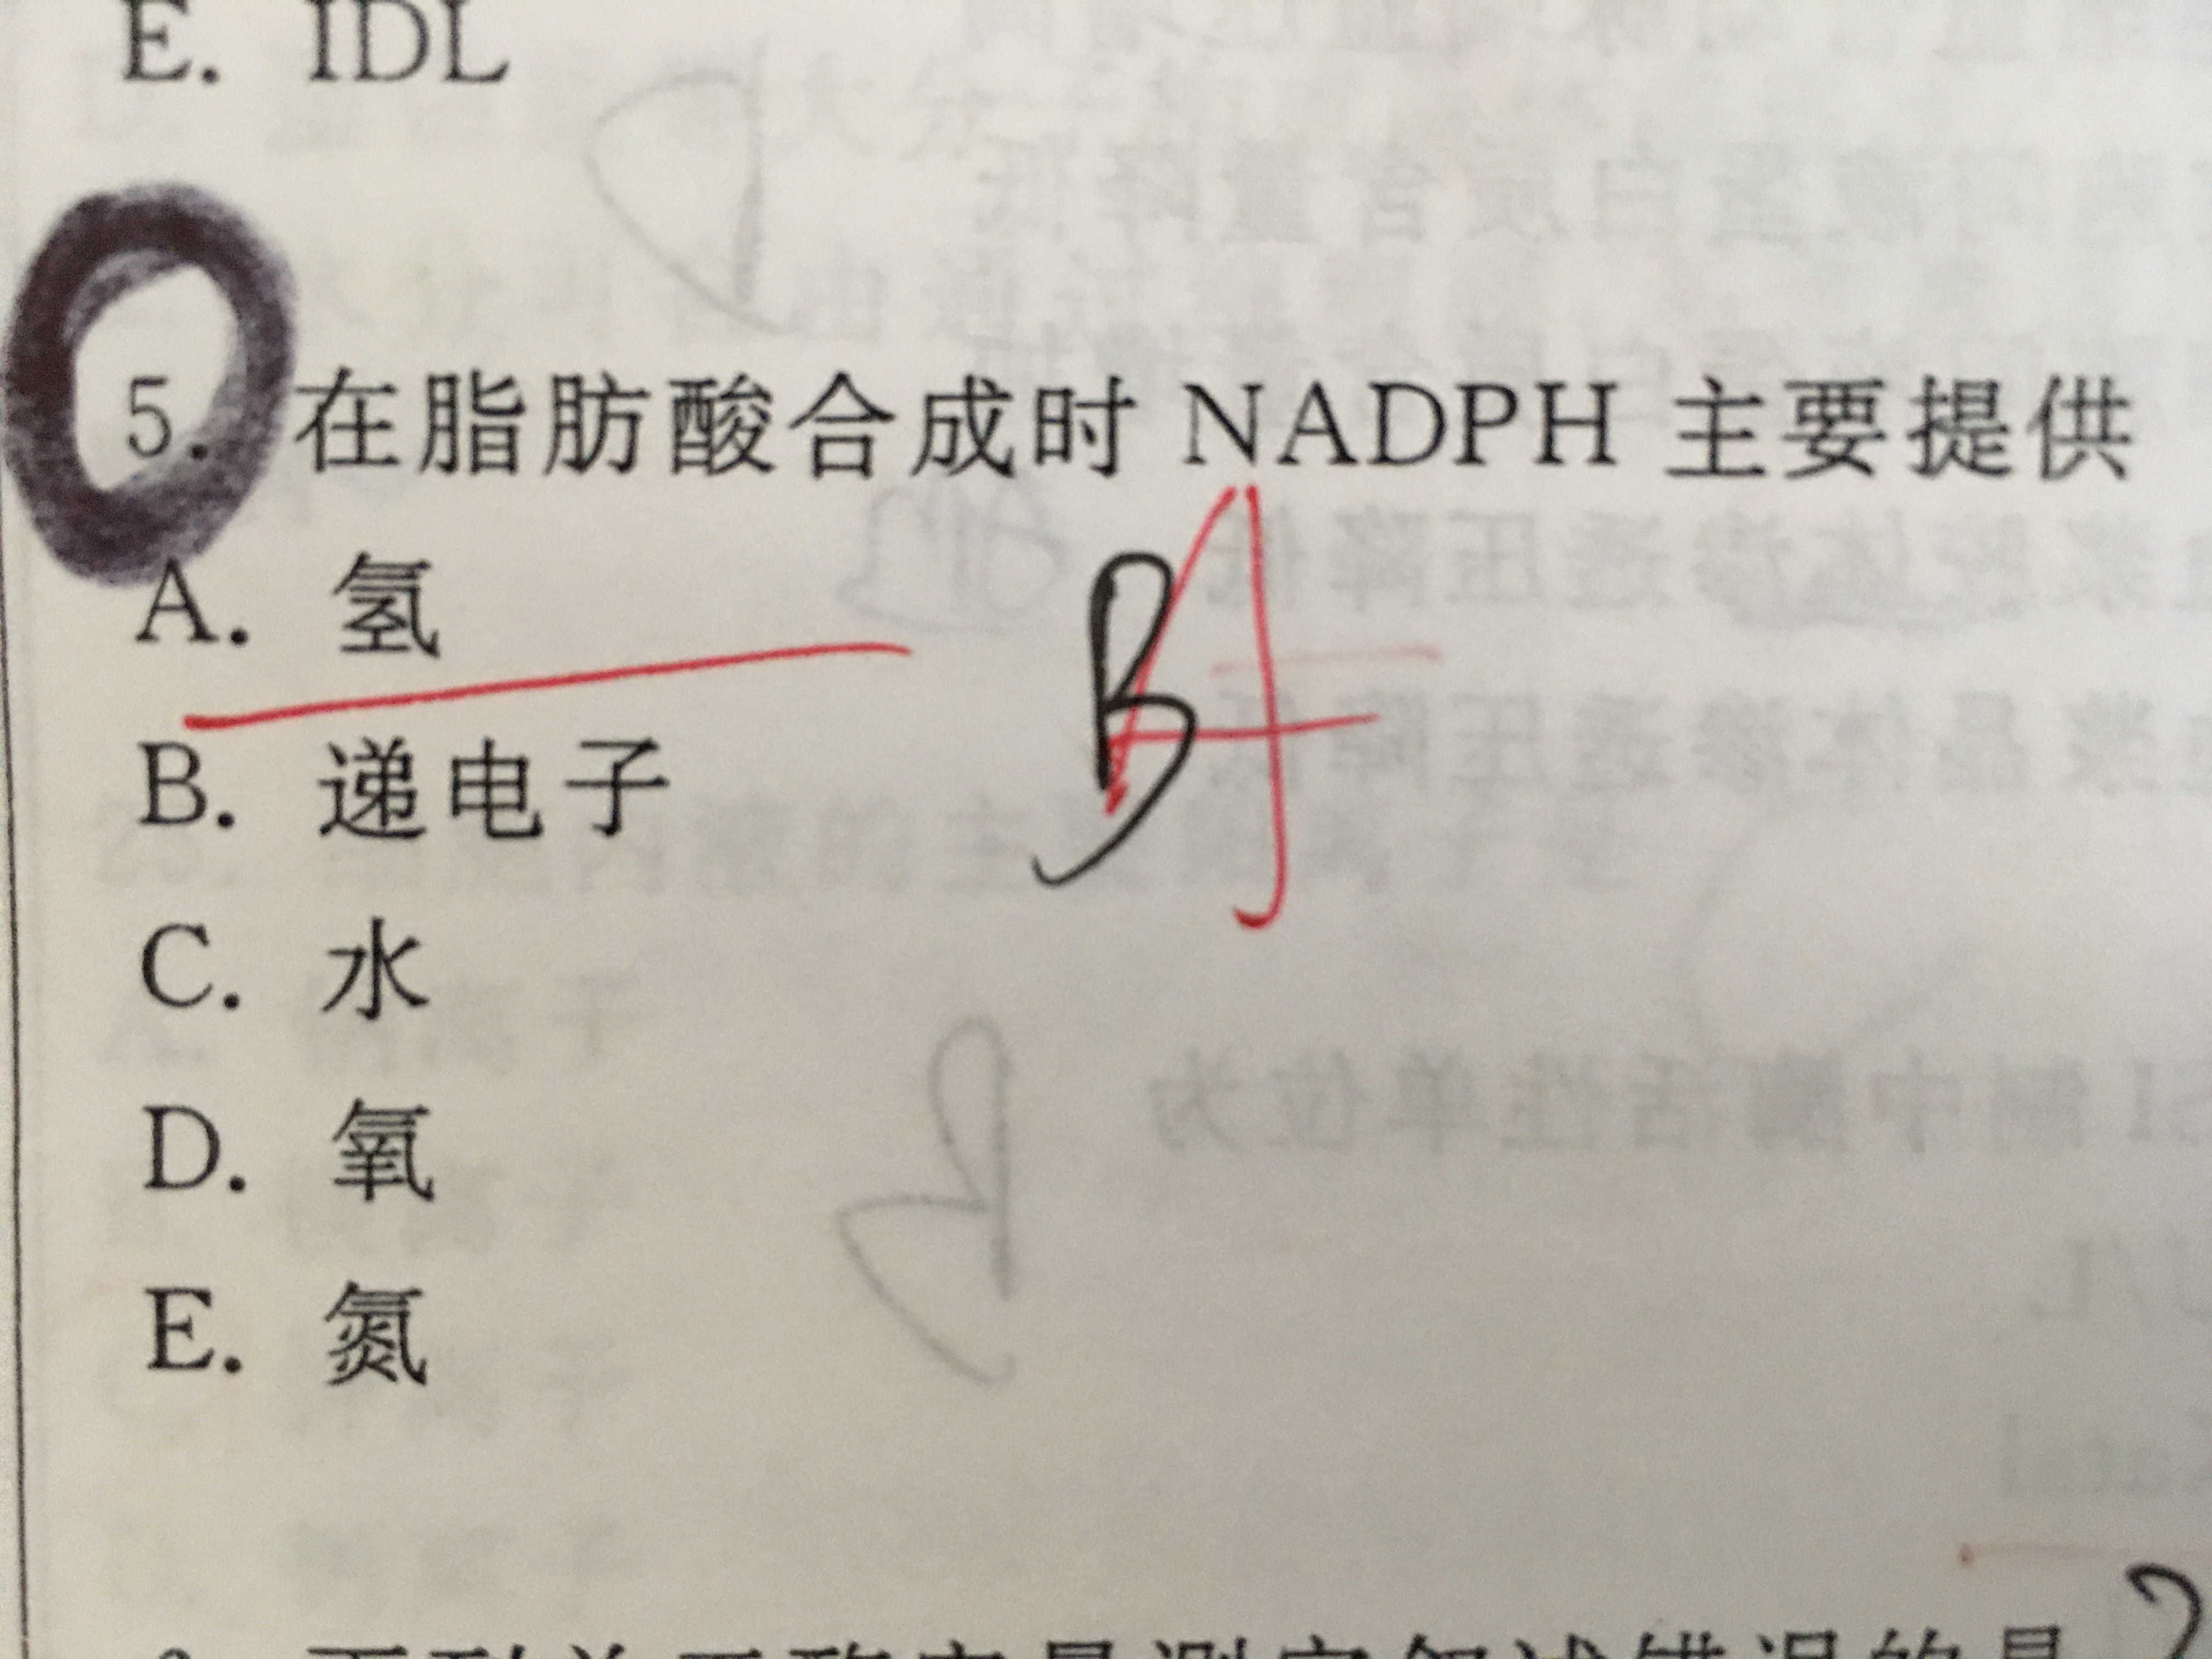 E. IDL
5. 在脂肪酸合成时 NADPH 主要提供
A. 氢
B. 递电子
C. 水
D. 氧
E. 氮
B
A